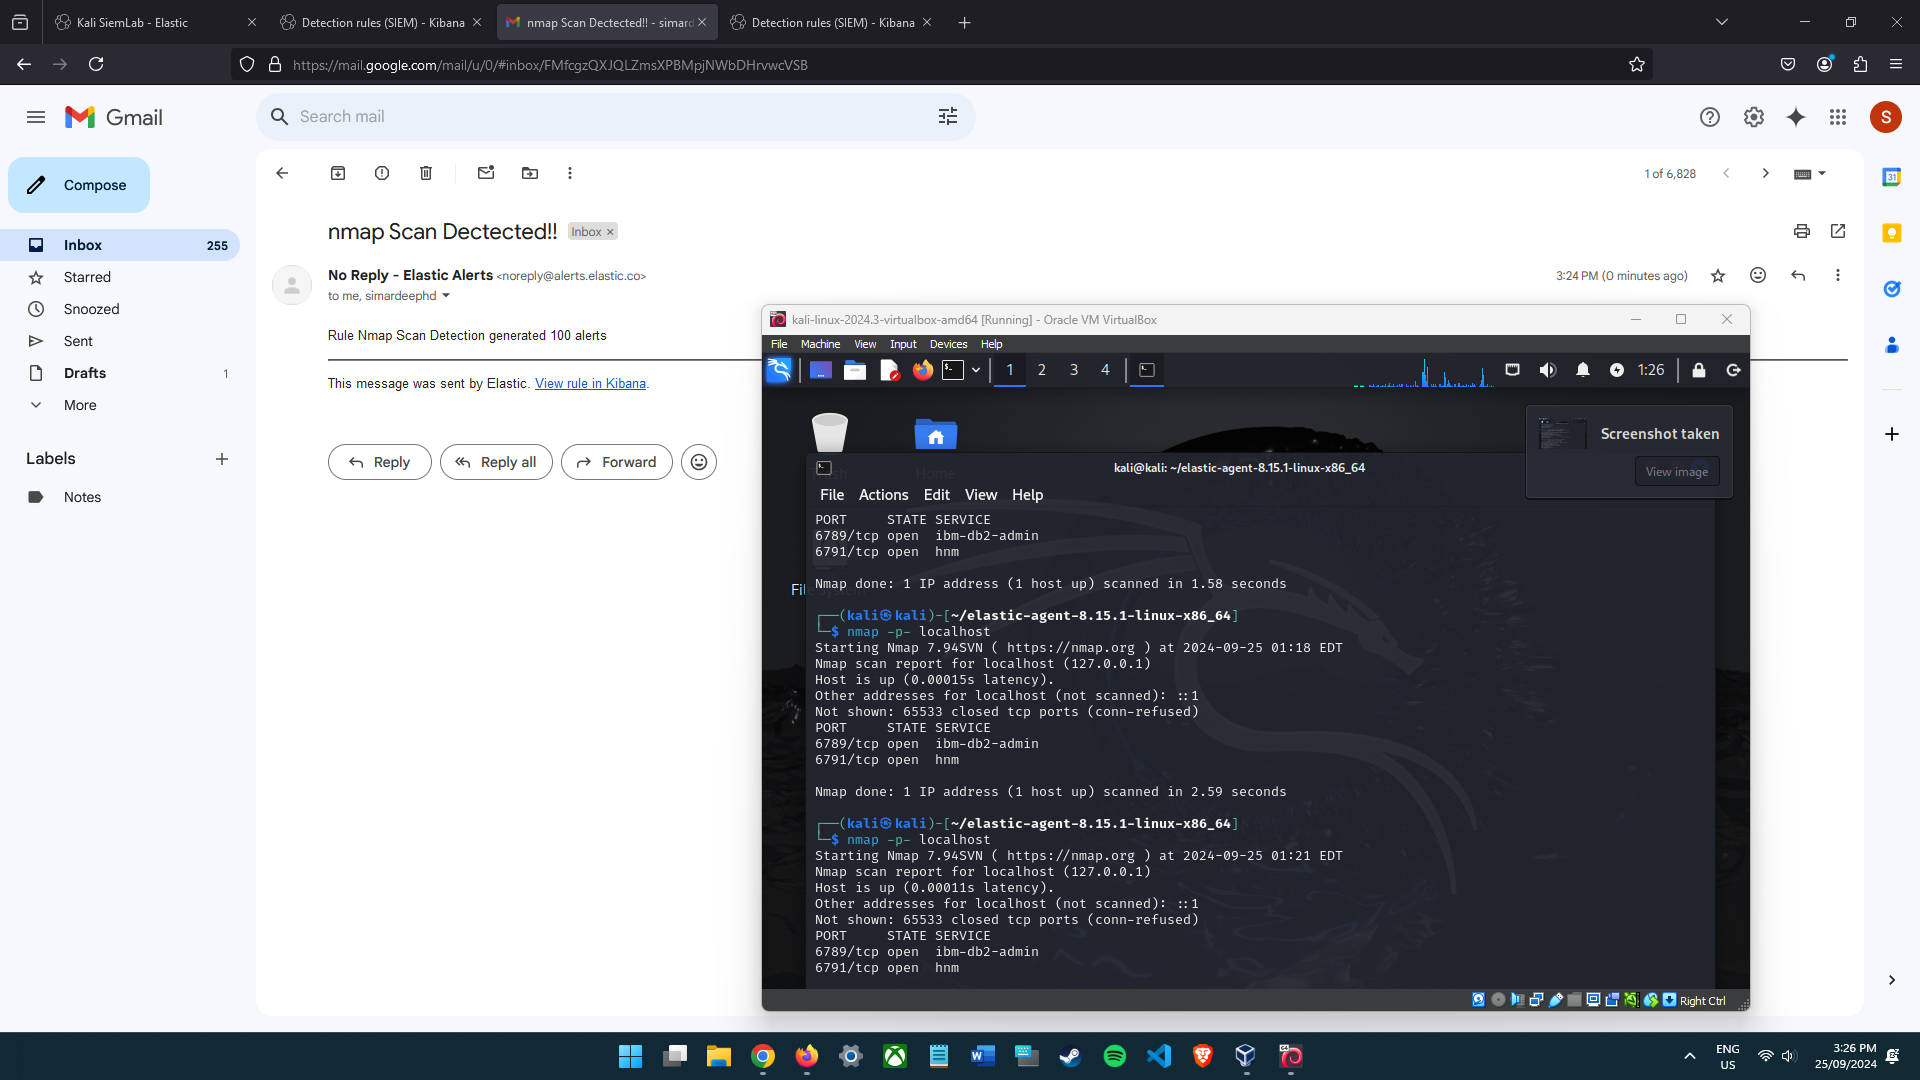 Kali SiemLab - Elastic
Detection rules (SIEM) - Kibana
nmap Scan Dectected!! - simard
Detection rules (SIEM) - Kibana
https://mail.google.com/mail/u/0/#inbox/FMfcgzQXJQLZmsXPBMpjNWbDHrvwcVSB
Gmail
Search mail
S
Compose
1 of 6,828
31
nmap Scan Dectected!!
Inbox ×
Inbox 255
Starred
Snoozed
Sent
Drafts 1
More
Labels
Notes
No Reply - Elastic Alerts <noreply@alerts.elastic.co>
3:24 PM (0 minutes ago)
to me, simardeephd
Rule Nmap Scan Detection generated 100 alerts
This message was sent by Elastic. View rule in Kibana.
Reply
Reply all
Forward
kali-linux-2024.3-virtualbox-amd64 [Running] - Oracle VM VirtualBox
File Machine View Input Devices Help
1 2 3 4
1:26
Screenshot taken
View image
Home
kali@kali: ~/elastic-agent-8.15.1-linux-x86_64
File Actions Edit View Help
PORT STATE SERVICE
6789/tcp open ibm-db2-admin
6791/tcp open hnm
Nmap done: 1 IP address (1 host up) scanned in 1.58 seconds
File System
┌──(kali㉿kali)-[~/elastic-agent-8.15.1-linux-x86_64]
└─$ nmap -p- localhost
Starting Nmap 7.94SVN ( https://nmap.org ) at 2024-09-25 01:18 EDT
Nmap scan report for localhost (127.0.0.1)
Host is up (0.00015s latency).
Other addresses for localhost (not scanned): ::1
Not shown: 65533 closed tcp ports (conn-refused)
PORT STATE SERVICE
6789/tcp open ibm-db2-admin
6791/tcp open hnm
Nmap done: 1 IP address (1 host up) scanned in 2.59 seconds
┌──(kali㉿kali)-[~/elastic-agent-8.15.1-linux-x86_64]
└─$ nmap -p- localhost
Starting Nmap 7.94SVN ( https://nmap.org ) at 2024-09-25 01:21 EDT
Nmap scan report for localhost (127.0.0.1)
Host is up (0.00011s latency).
Other addresses for localhost (not scanned): ::1
Not shown: 65533 closed tcp ports (conn-refused)
PORT STATE SERVICE
6789/tcp open ibm-db2-admin
6791/tcp open hnm
Right Ctrl
ENG
US
3:26 PM
25/09/2024